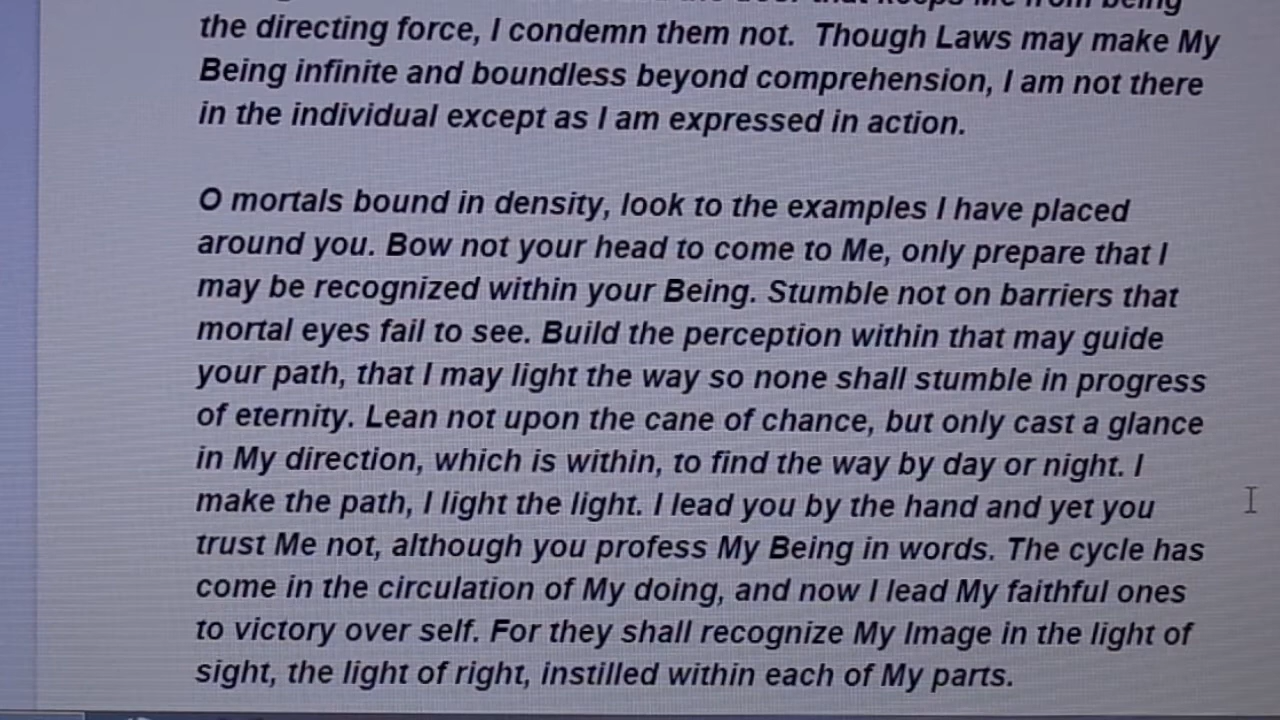 the directing force, I condemn them not.  Though Laws may make My
Being infinite and boundless beyond comprehension, I am not there
in the individual except as I am expressed in action.
O mortals bound in density, look to the examples I have placed
around you. Bow not your head to come to Me, only prepare that I
may be recognized within your Being. Stumble not on barriers that
mortal eyes fail to see. Build the perception within that may guide
your path, that I may light the way so none shall stumble in progress
of eternity. Lean not upon the cane of chance, but only cast a glance
in My direction, which is within, to find the way by day or night. I
make the path, I light the light. I lead you by the hand and yet you
trust Me not, although you profess My Being in words. The cycle has
come in the circulation of My doing, and now I lead My faithful ones
to victory over self. For they shall recognize My Image in the light of
sight, the light of right, instilled within each of My parts.